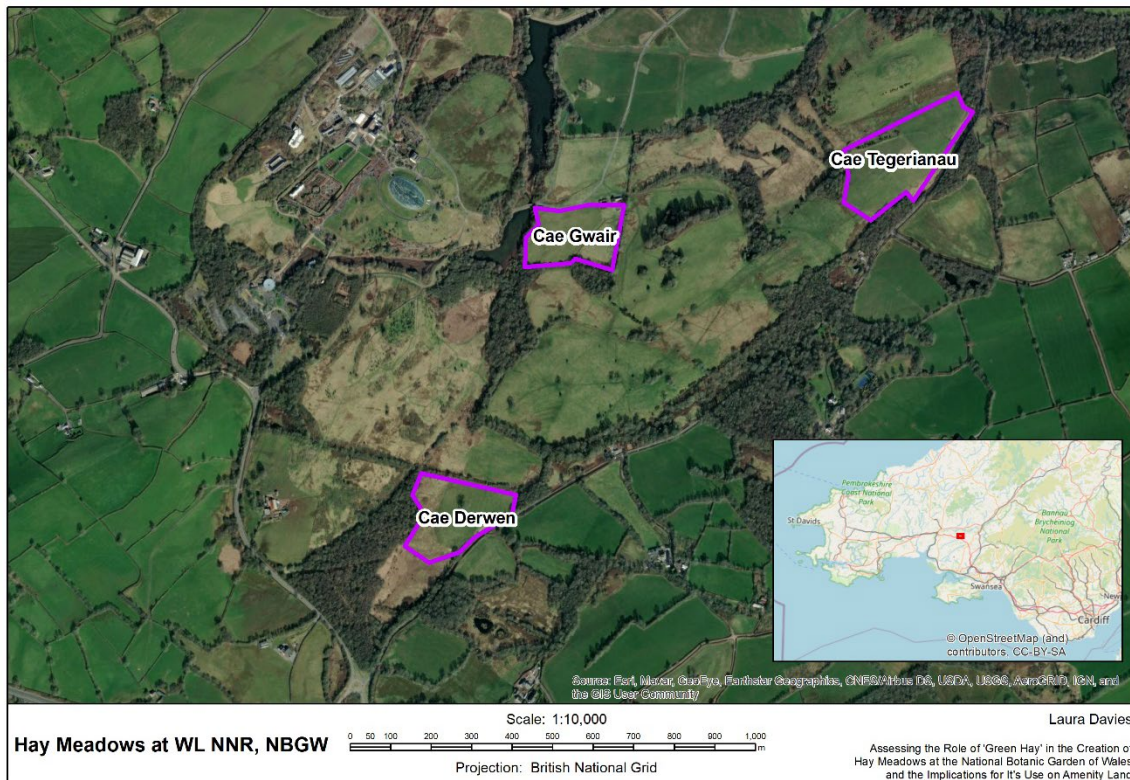 Cae Tegerianau
Cae Gwair
Cae Derwen
Pembrokeshire
Coast National
Park
St Davids
Bannau
Brycheiniog
National
Park
Swansea
Cardiff
© OpenStreetMap (and)
contributors, CC-BY-SA
Source: Esri, Maxar, GeoEye, Earthstar Geographics, CNES/Airbus DS, USDA, USGS, AeroGRID, IGN, and
the GIS User Community
Hay Meadows at WL NNR, NBGW
Scale: 1:10,000
0 50 100 200 300 400 500 600 700 800 900 1,000
m
Projection: British National Grid
Laura Davies
Assessing the Role of 'Green Hay' in the Creation of
Hay Meadows at the National Botanic Garden of Wales
and the Implications for It's Use on Amenity Land